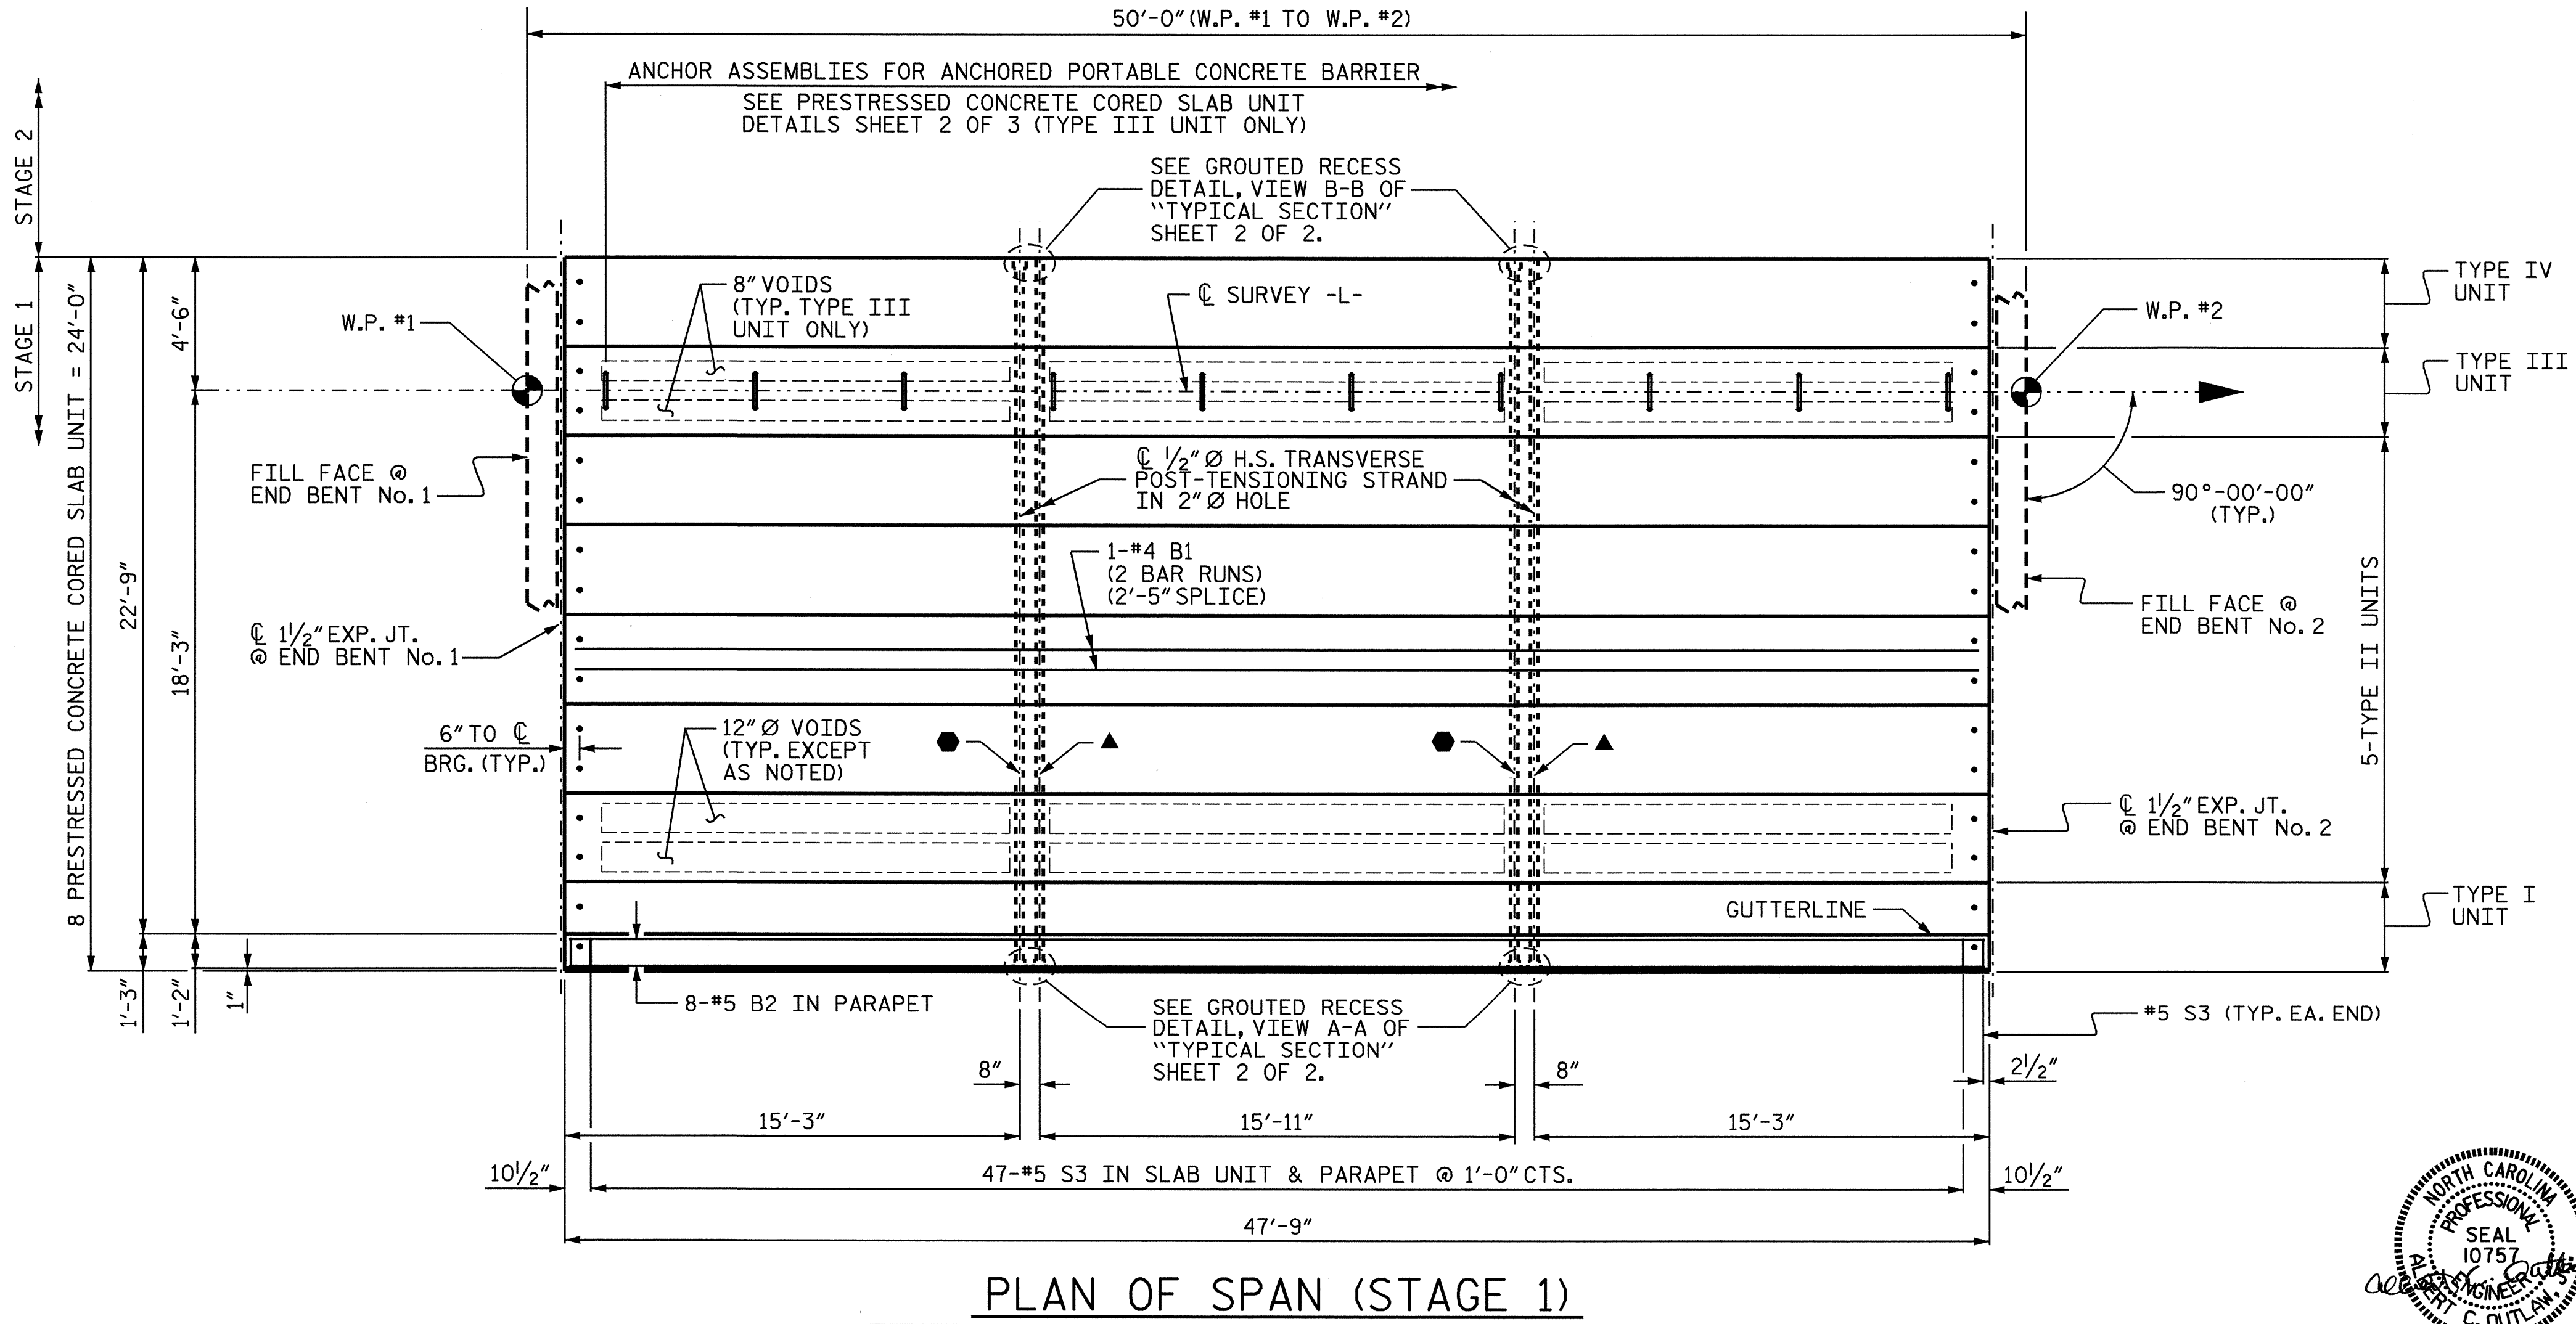 50'-0" (W.P. #1 TO W.P. #2)
ANCHOR ASSEMBLIES FOR ANCHORED PORTABLE CONCRETE BARRIER
SEE PRESTRESSED CONCRETE CORED SLAB UNIT
DETAILS SHEET 2 OF 3 (TYPE III UNIT ONLY)
STAGE 2
STAGE 1
SEE GROUTED RECESS
DETAIL, VIEW B-B OF
"TYPICAL SECTION"
SHEET 2 OF 2.
8" VOIDS
(TYP. TYPE III
UNIT ONLY)
℄ SURVEY -L-
TYPE IV
UNIT
W.P. #1
W.P. #2
TYPE III
UNIT
8 PRESTRESSED CONCRETE CORED SLAB UNIT = 24'-0"
22'-9"
4'-6"
18'-3"
FILL FACE @
END BENT No. 1
℄ 1/2" Ø H.S. TRANSVERSE
POST-TENSIONING STRAND
IN 2" Ø HOLE
90°-00'-00"
(TYP.)
1-#4 B1
(2 BAR RUNS)
(2'-5" SPLICE)
FILL FACE @
END BENT No. 2
5-TYPE II UNITS
℄ 1 1/2" EXP. JT.
@ END BENT No. 1
6" TO ℄
BRG. (TYP.)
12" Ø VOIDS
(TYP. EXCEPT
AS NOTED)
℄ 1 1/2" EXP. JT.
@ END BENT No. 2
GUTTERLINE
TYPE I
UNIT
1'-3"
1'-2"
1"
8-#5 B2 IN PARAPET
SEE GROUTED RECESS
DETAIL, VIEW A-A OF
"TYPICAL SECTION"
SHEET 2 OF 2.
#5 S3 (TYP. EA. END)
8"
8"
2 1/2"
15'-3"
15'-11"
15'-3"
10 1/2"
47-#5 S3 IN SLAB UNIT & PARAPET @ 1'-0" CTS.
10 1/2"
47'-9"
PLAN OF SPAN (STAGE 1)
NORTH CAROLINA
PROFESSIONAL
SEAL
10757
ENGINEER
ALBERT C. OUTLAW,